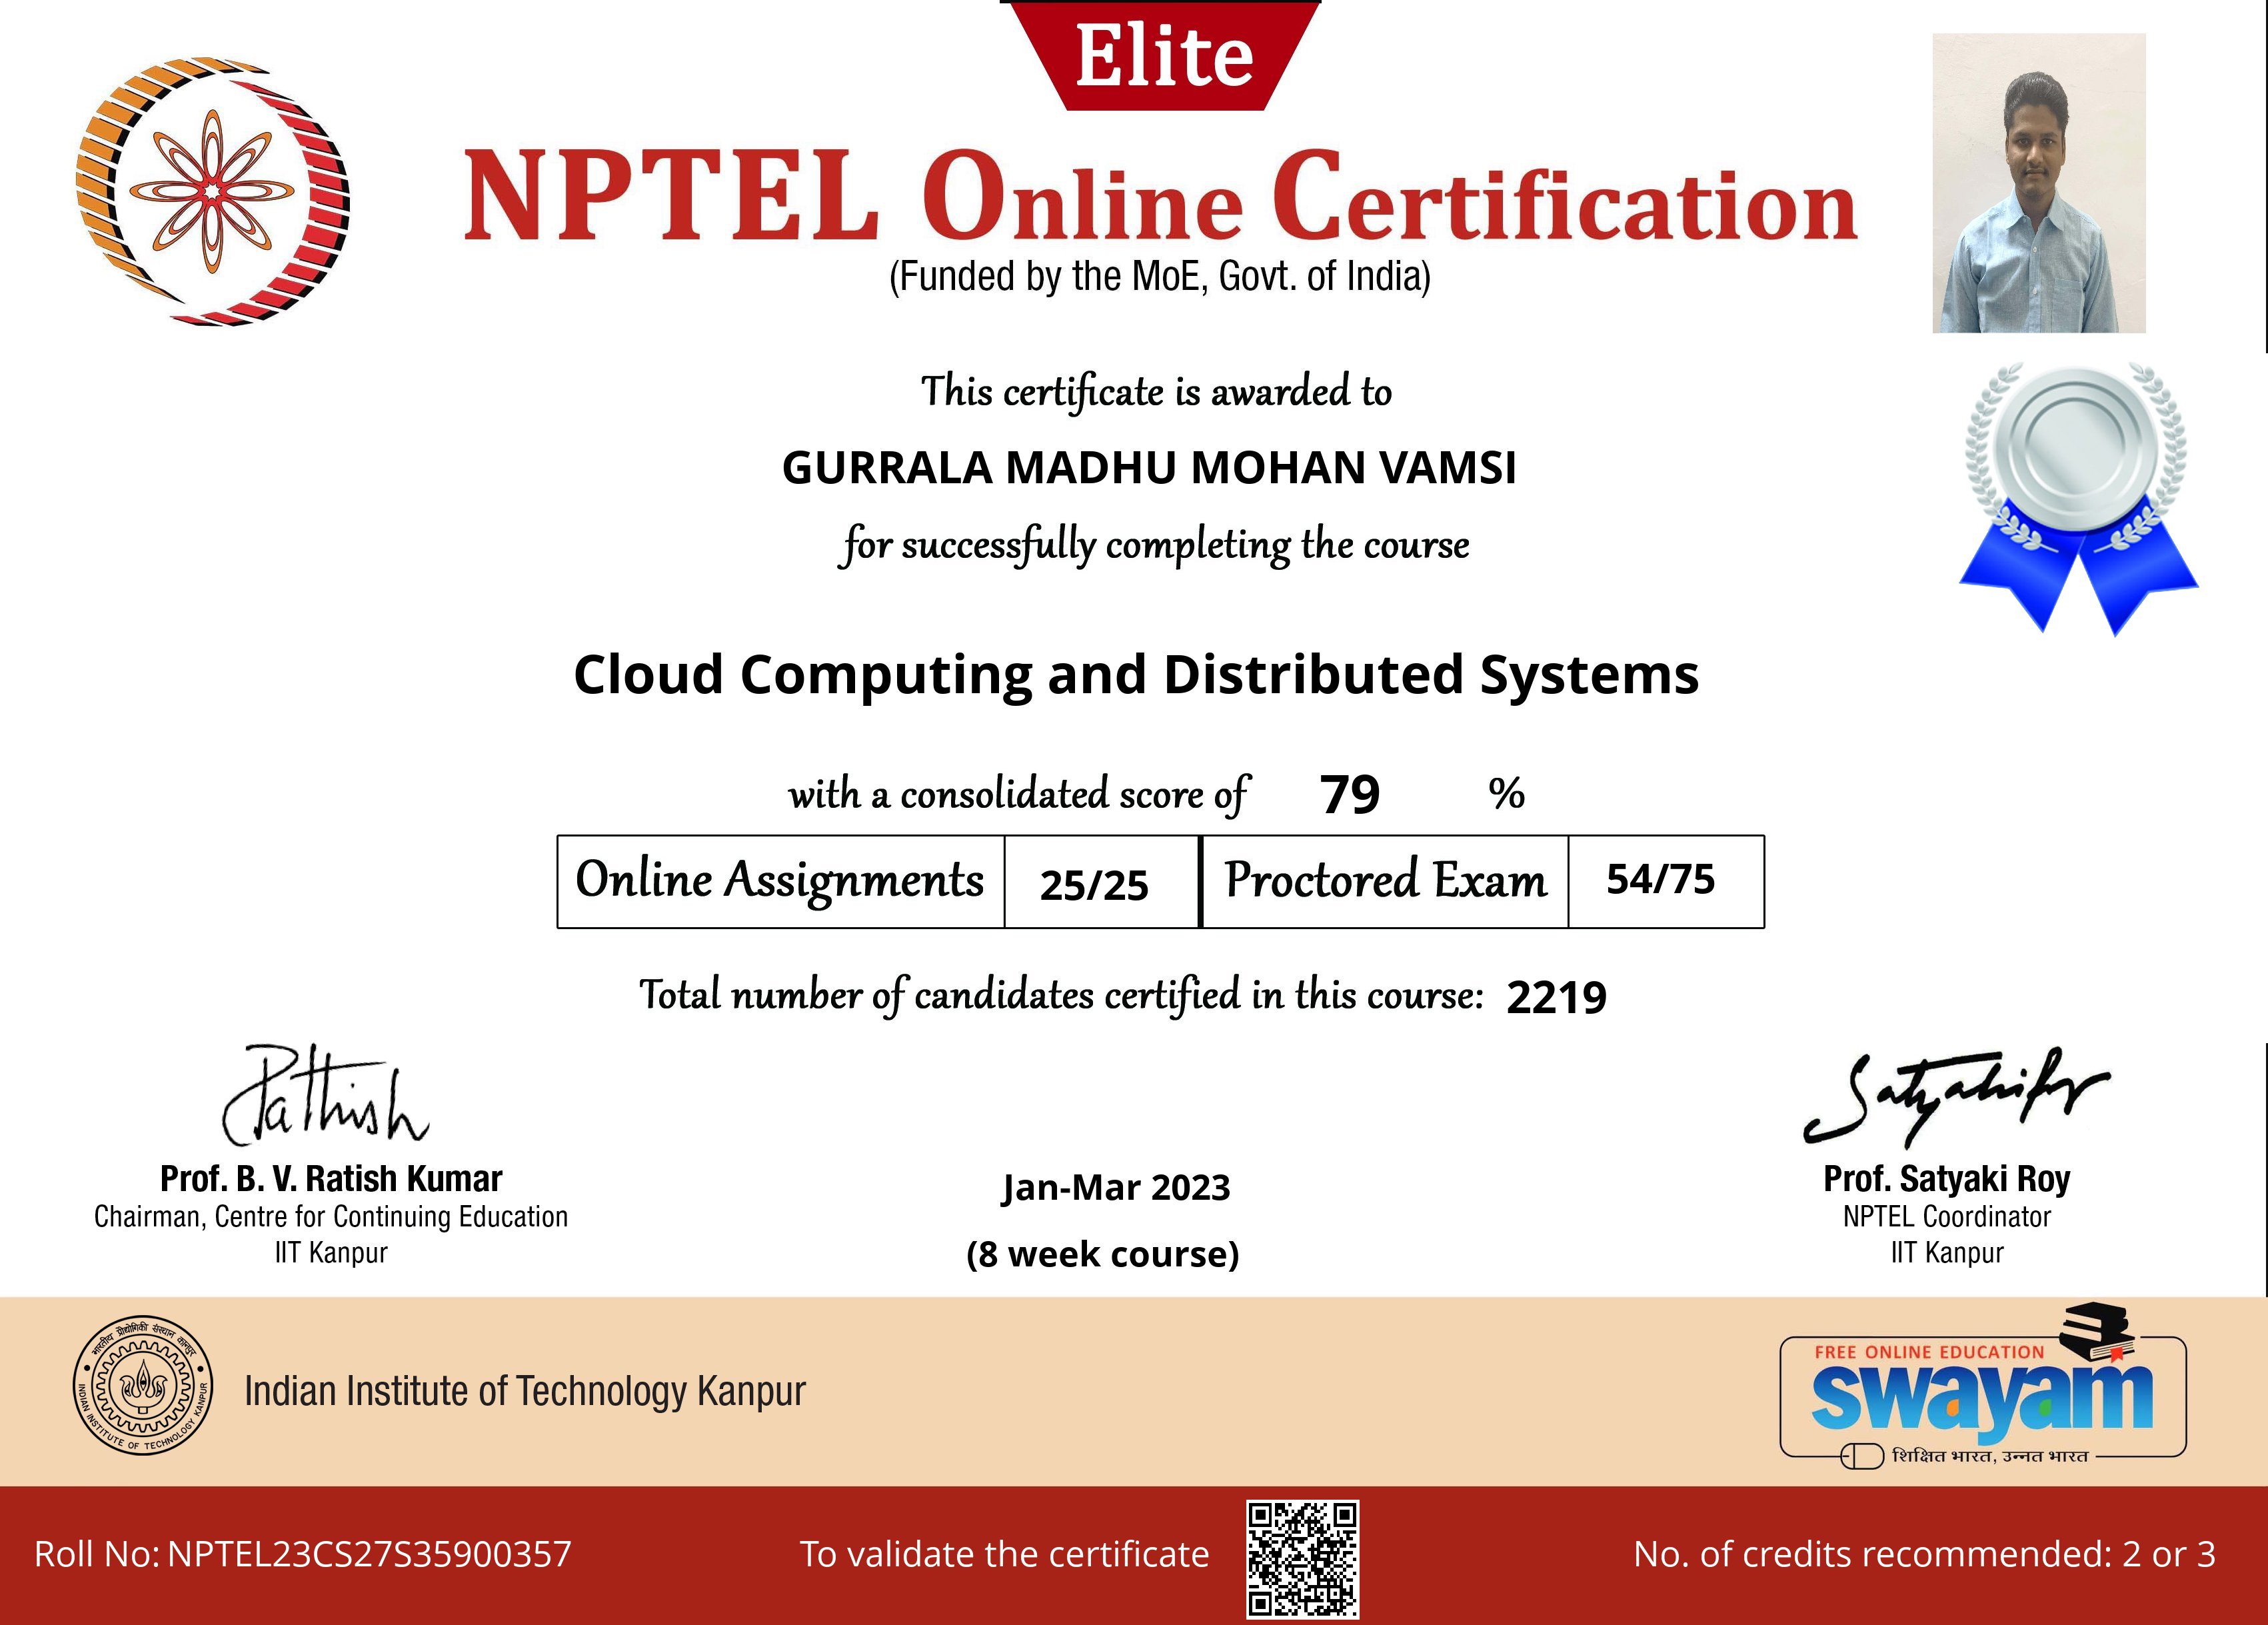 Elite
NPTEL Online Certification
(Funded by the MoE, Govt. of India)
This certificate is awarded to
GURRALA MADHU MOHAN VAMSI
for successfully completing the course
Cloud Computing and Distributed Systems
with a consolidated score of 79 %
Online Assignments 25/25 Proctored Exam 54/75
Total number of candidates certified in this course: 2219
Prof. B. V. Ratish Kumar
Chairman, Centre for Continuing Education
IIT Kanpur
Jan-Mar 2023
(8 week course)
Prof. Satyaki Roy
NPTEL Coordinator
IIT Kanpur
भारतीय प्रौद्योगिकी संस्थान कानपुर
INDIAN INSTITUTE OF TECHNOLOGY KANPUR
Indian Institute of Technology Kanpur
FREE ONLINE EDUCATION
swayam
शिक्षित भारत, उन्नत भारत
Roll No: NPTEL23CS27S35900357
To validate the certificate
No. of credits recommended: 2 or 3